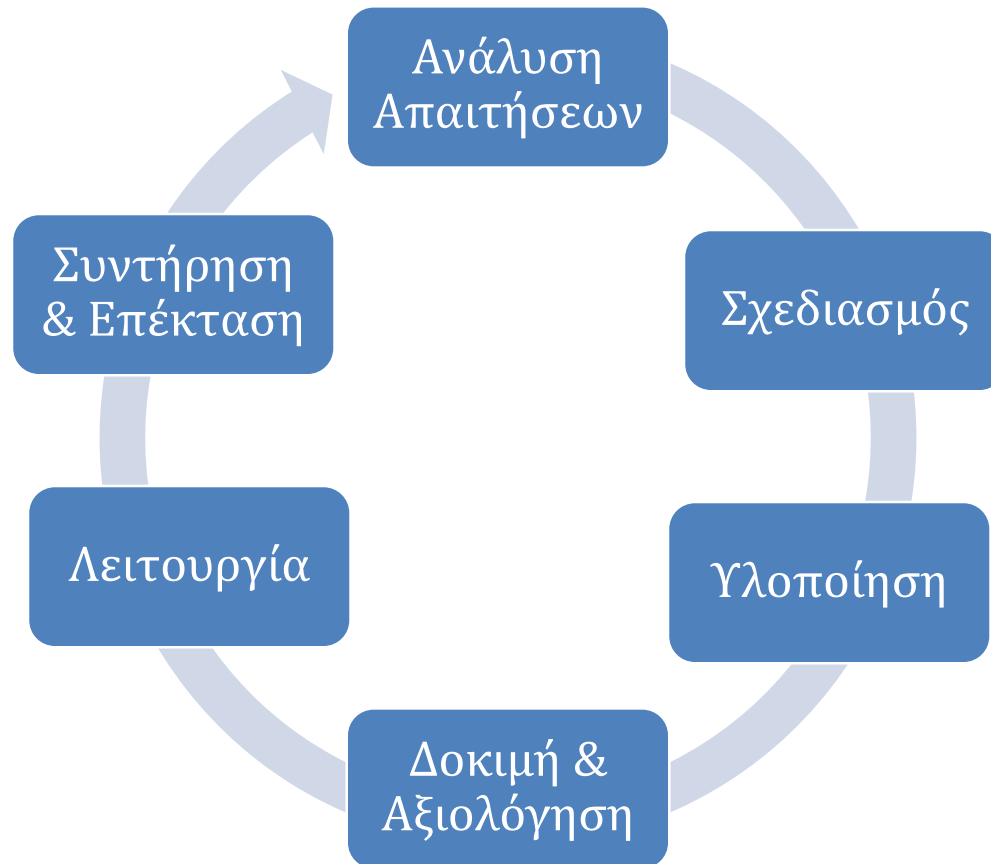 Ανάλυση
Απαιτήσεων
Σχεδιασμός
Υλοποίηση
Δοκιμή &
Αξιολόγηση
Λειτουργία
Συντήρηση
& Επέκταση